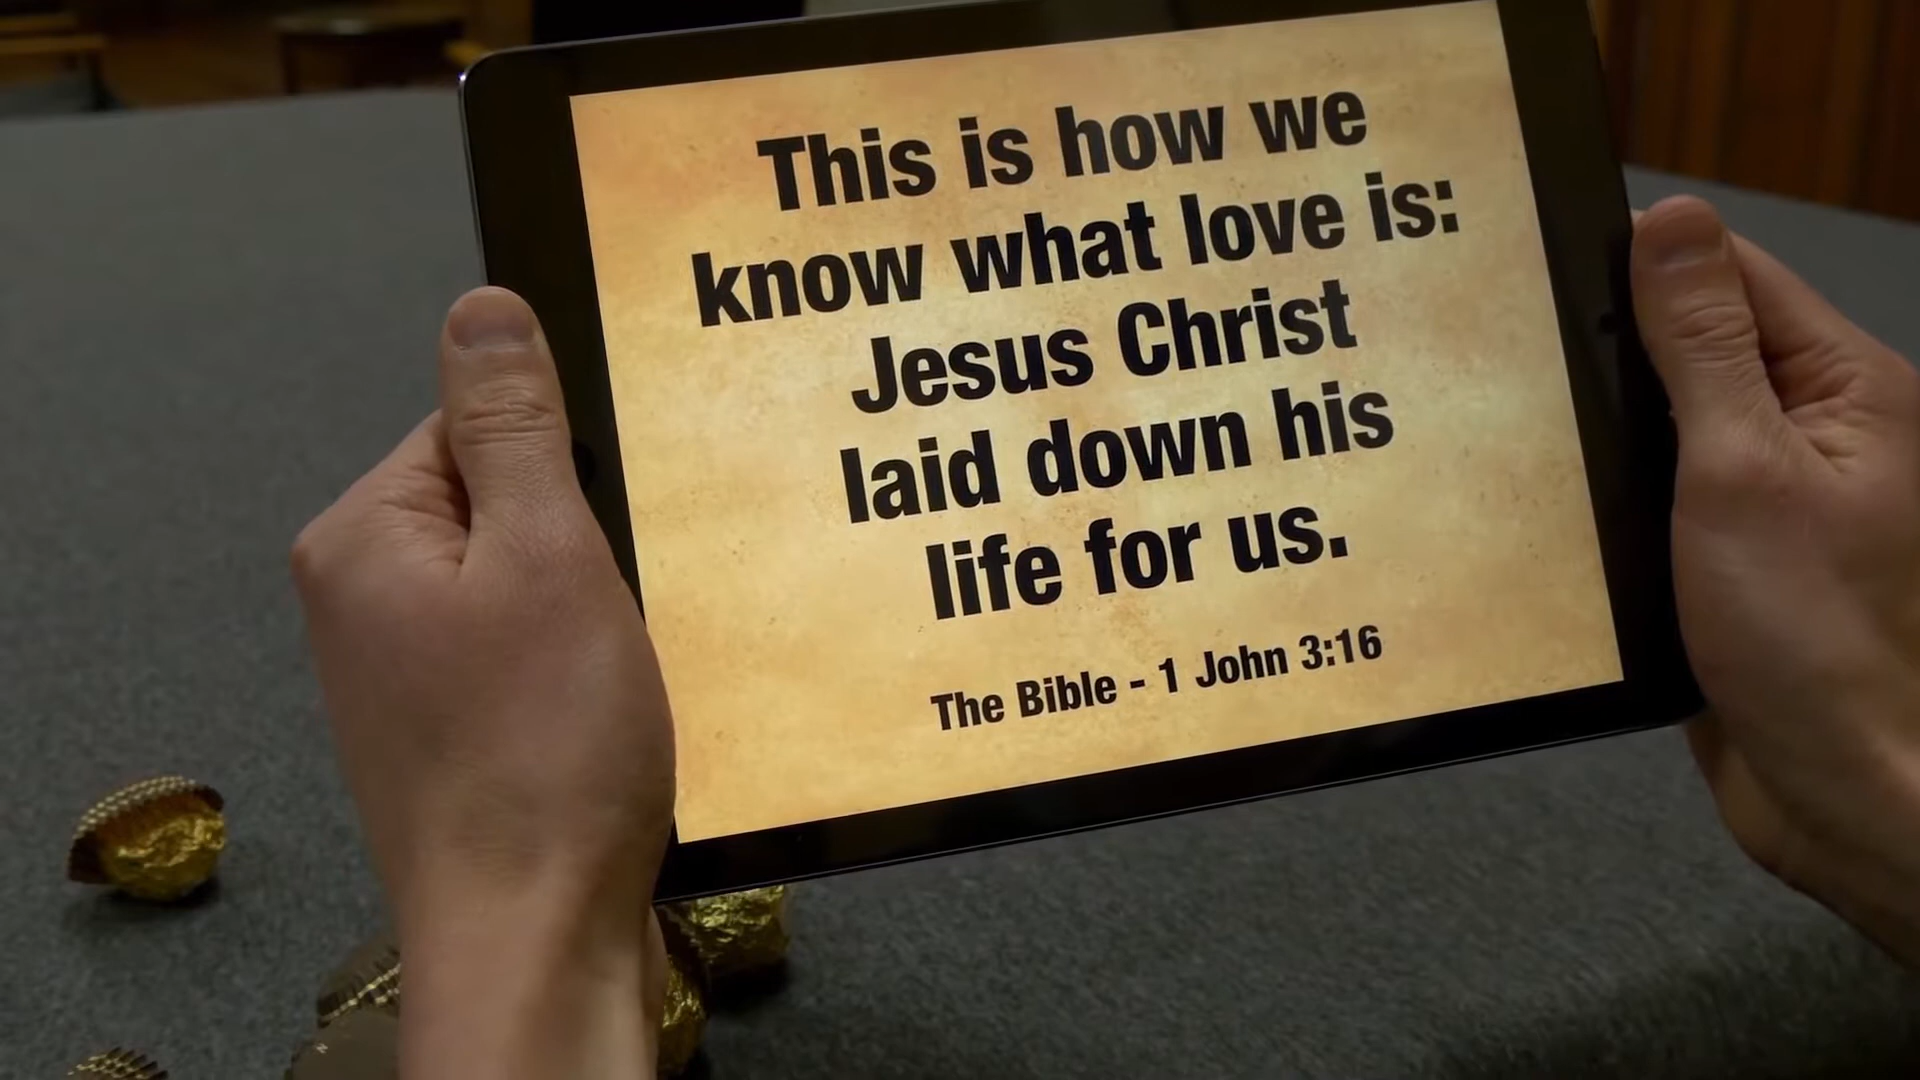 This is how we
know what love is:
Jesus Christ
laid down his
life for us.
The Bible - 1 John 3:16